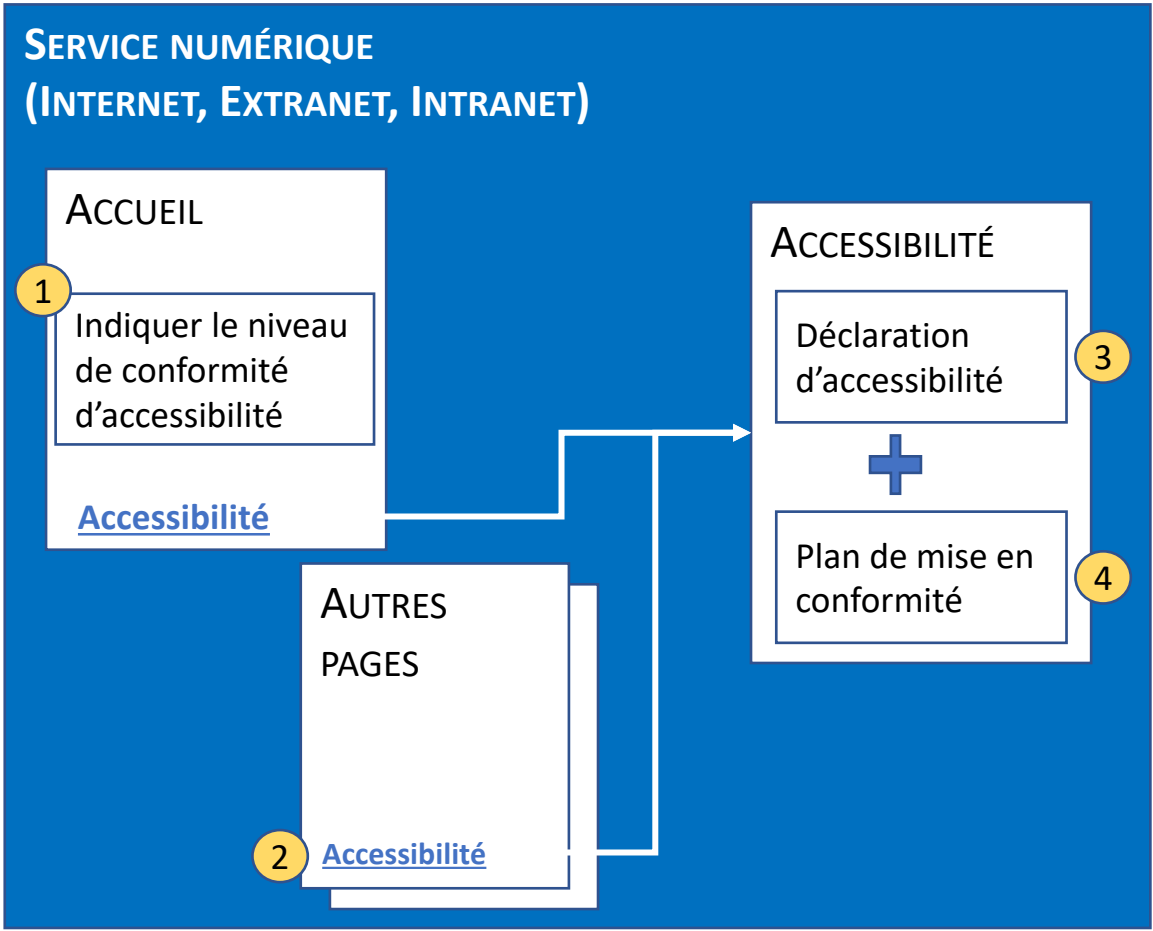 SERVICE NUMÉRIQUE
(INTERNET, EXTRANET, INTRANET)
ACCUEIL
1
Indiquer le niveau
de conformité
d’accessibilité
Accessibilité
AUTRES
PAGES
2
Accessibilité
ACCESSIBILITÉ
Déclaration
d’accessibilité
3
Plan de mise en
conformité
4